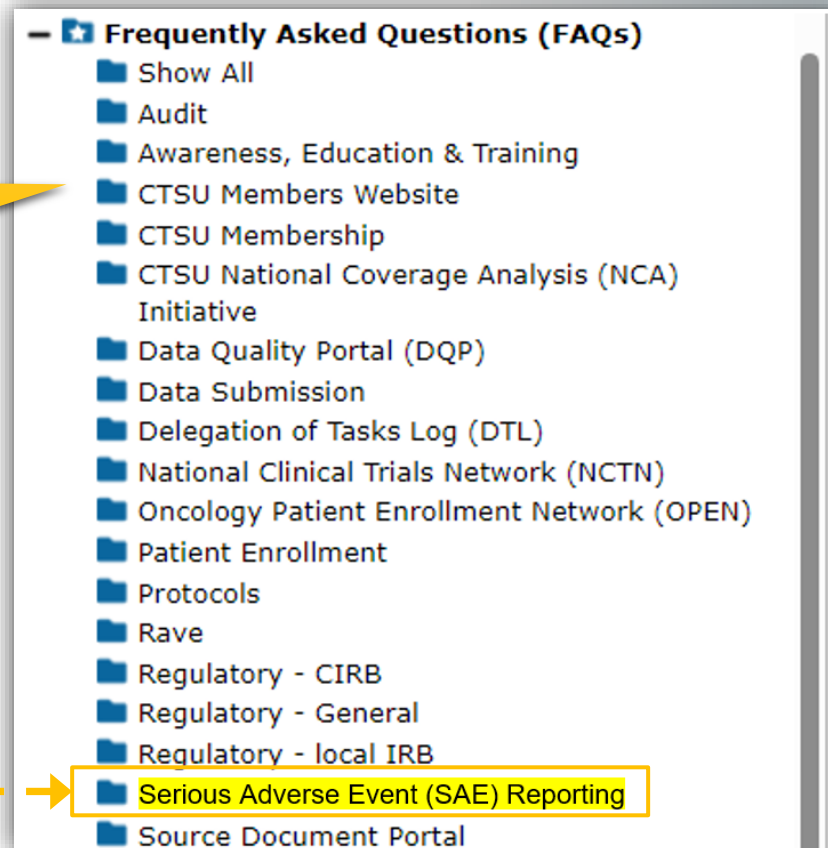 Frequently Asked Questions (FAQs)
Show All
Audit
Awareness, Education & Training
CTSU Members Website
CTSU Membership
CTSU National Coverage Analysis (NCA)
Initiative
Data Quality Portal (DQP)
Data Submission
Delegation of Tasks Log (DTL)
National Clinical Trials Network (NCTN)
Oncology Patient Enrollment Network (OPEN)
Patient Enrollment
Protocols
Rave
Regulatory - CIRB
Regulatory - General
Regulatory - local IRB
Serious Adverse Event (SAE) Reporting
Source Document Portal